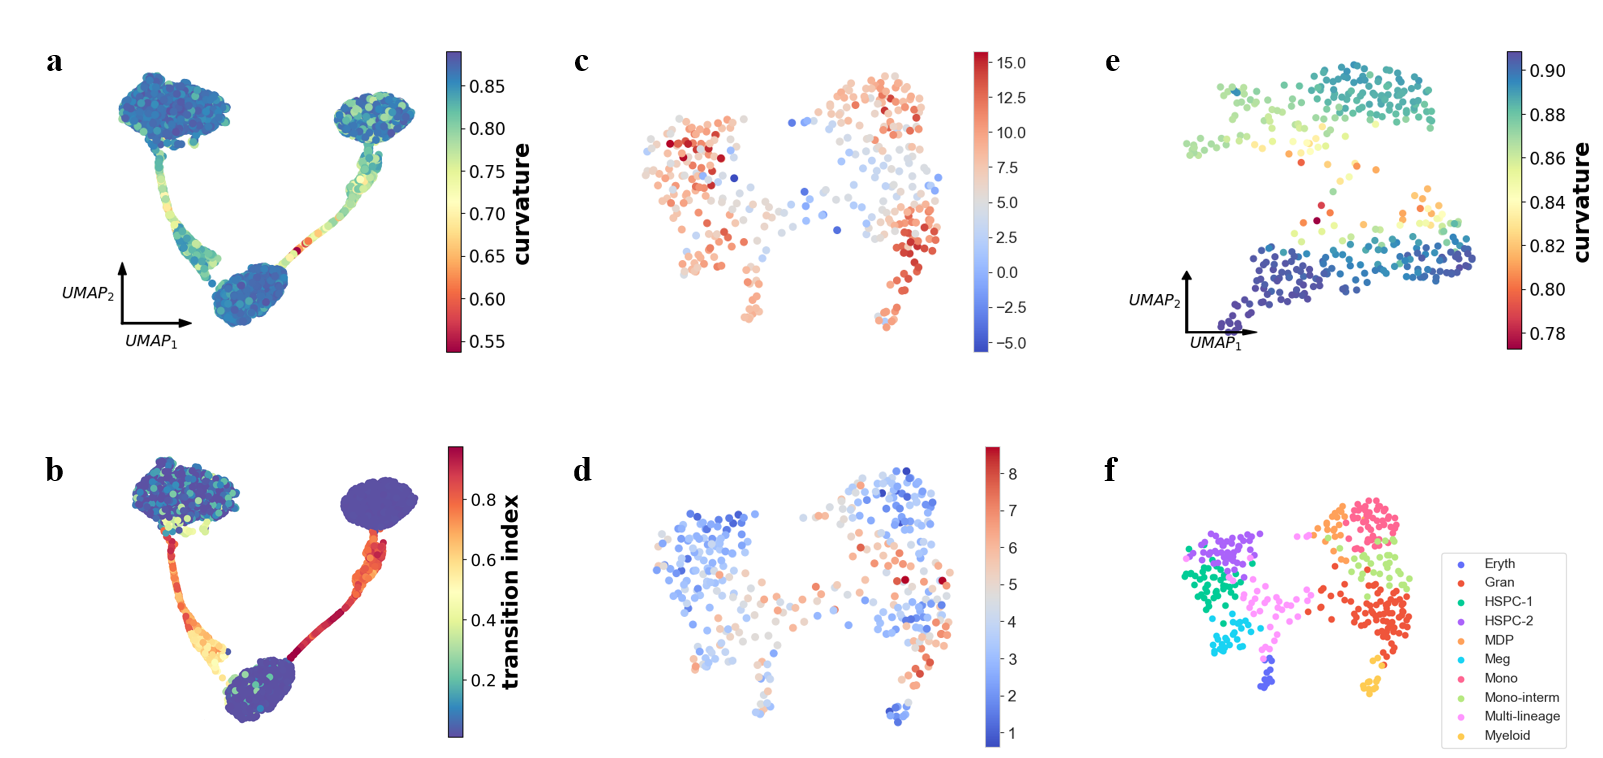 a
0.85
0.80
0.75
0.70
0.65
0.60
0.55
curvature
UMAP2
UMAP1
c
15.0
12.5
10.0
7.5
5.0
2.5
0.0
−2.5
−5.0
e
0.90
0.88
0.86
0.84
0.82
0.80
0.78
curvature
UMAP2
UMAP1
b
0.8
0.6
0.4
0.2
transition index
d
8
7
6
5
4
3
2
1
f
Eryth
Gran
HSPC-1
HSPC-2
MDP
Meg
Mono
Mono-interm
Multi-lineage
Myeloid